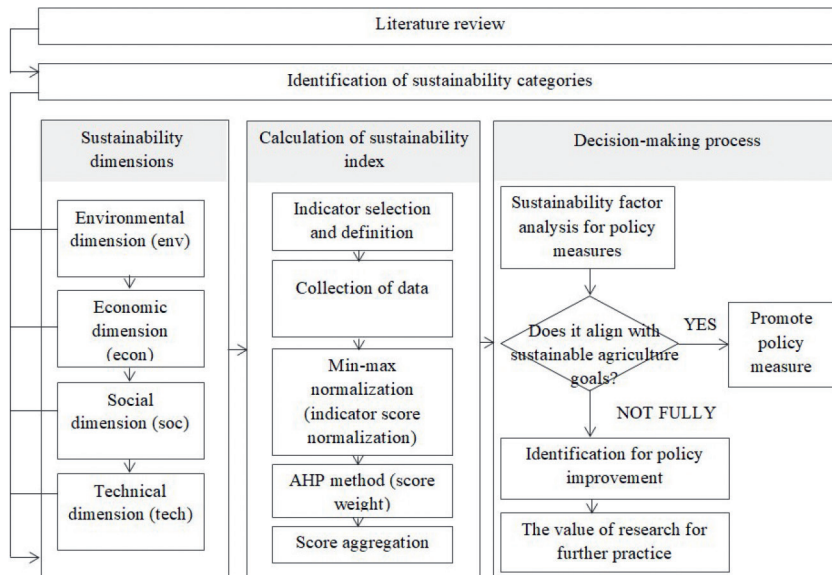 Literature review
Identification of sustainability categories
Sustainability
dimensions
Environmental
dimension (env)
Economic
dimension
(econ)
Social
dimension (soc)
Technical
dimension (tech)
Calculation of sustainability
index
Indicator selection
and definition
Collection of data
Min-max
normalization
(indicator score
normalization)
AHP method (score
weight)
Score aggregation
Decision-making process
Sustainability factor
analysis for policy
measures
Does it align with
sustainable agriculture
goals?
YES
Promote
policy
measure
NOT FULLY
Identification for policy
improvement
The value of research for
further practice